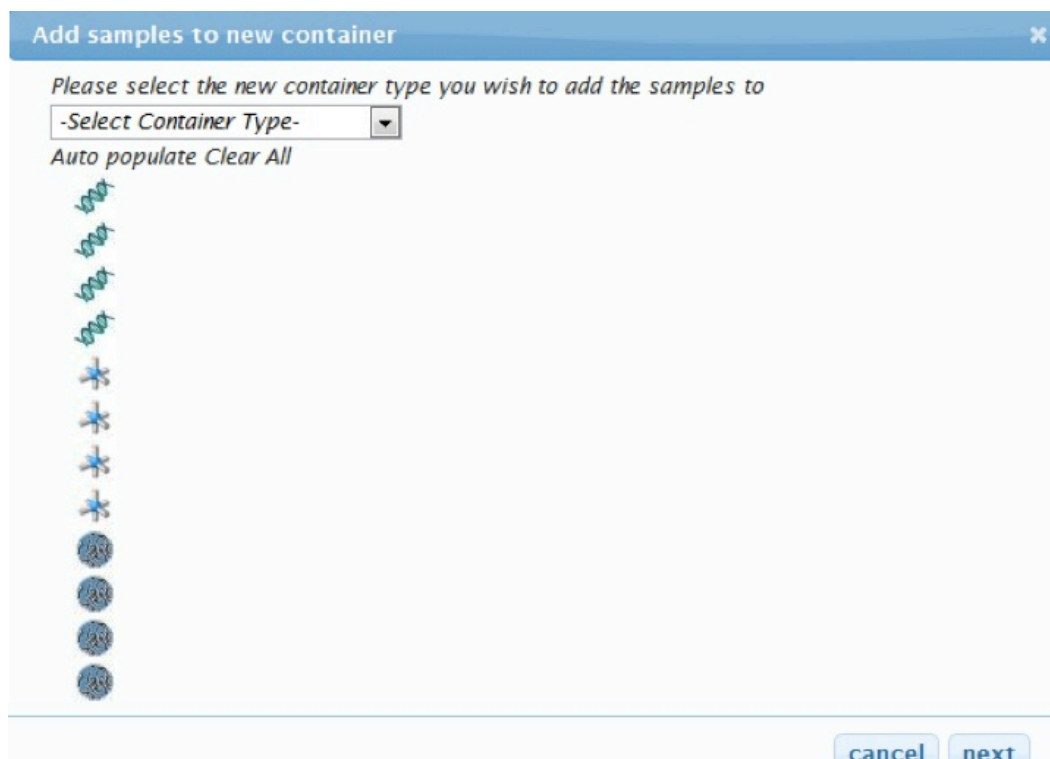 Add samples to new container
Please select the new container type you wish to add the samples to
-Select Container Type-
Auto populate Clear All
cancel next